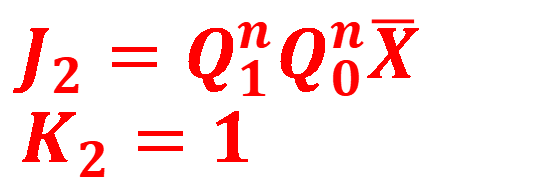 J₂ = Q₁ⁿQ₀ⁿX̅
K₂ = 1